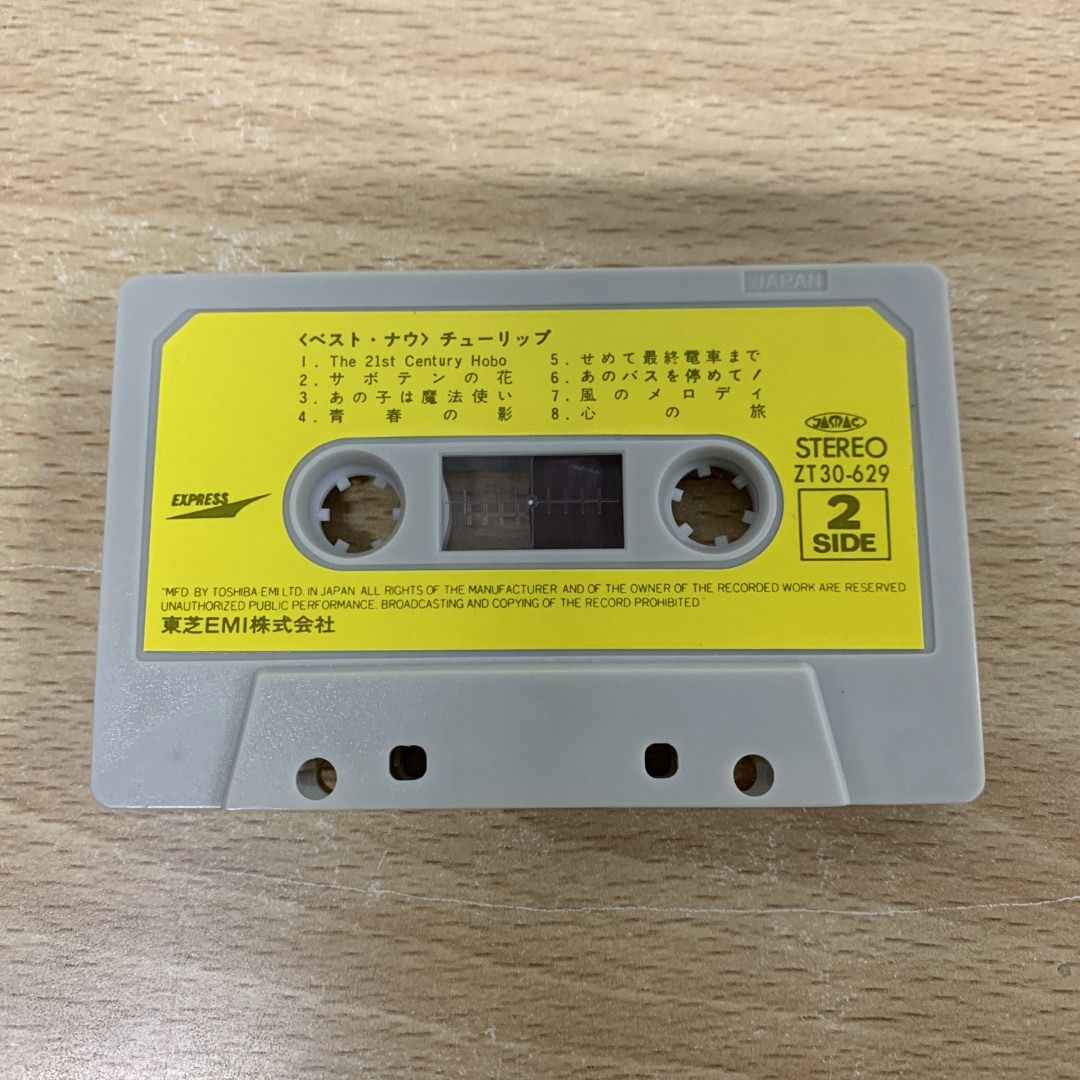 JAPAN
〈ベスト・ナウ〉チューリップ
1. The 21st Century Hobo
2. サボテンの花
3. あの子は魔法使い
4. 青春の影
5. せめて最終電車まで
6. あのバスを停めて!
7. 風のメロディ
8. 心の旅
JASRAC
STEREO
ZT30-629
EXPRESS
2
SIDE
"MFD BY TOSHIBA EMI LTD. IN JAPAN ALL RIGHTS OF THE MANUFACTURER AND OF THE OWNER OF THE RECORDED WORK ARE RESERVED
UNAUTHORIZED PUBLIC PERFORMANCE. BROADCASTING AND COPYING OF THE RECORD PROHIBITED"
東芝EMI株式会社